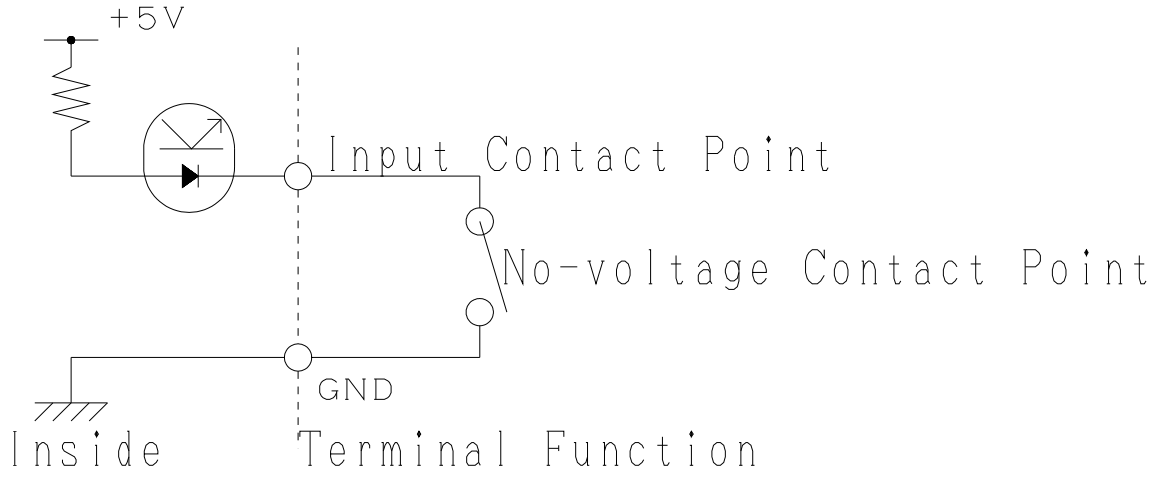 +5V
Input Contact Point
No-voltage Contact Point
GND
Inside
Terminal Function